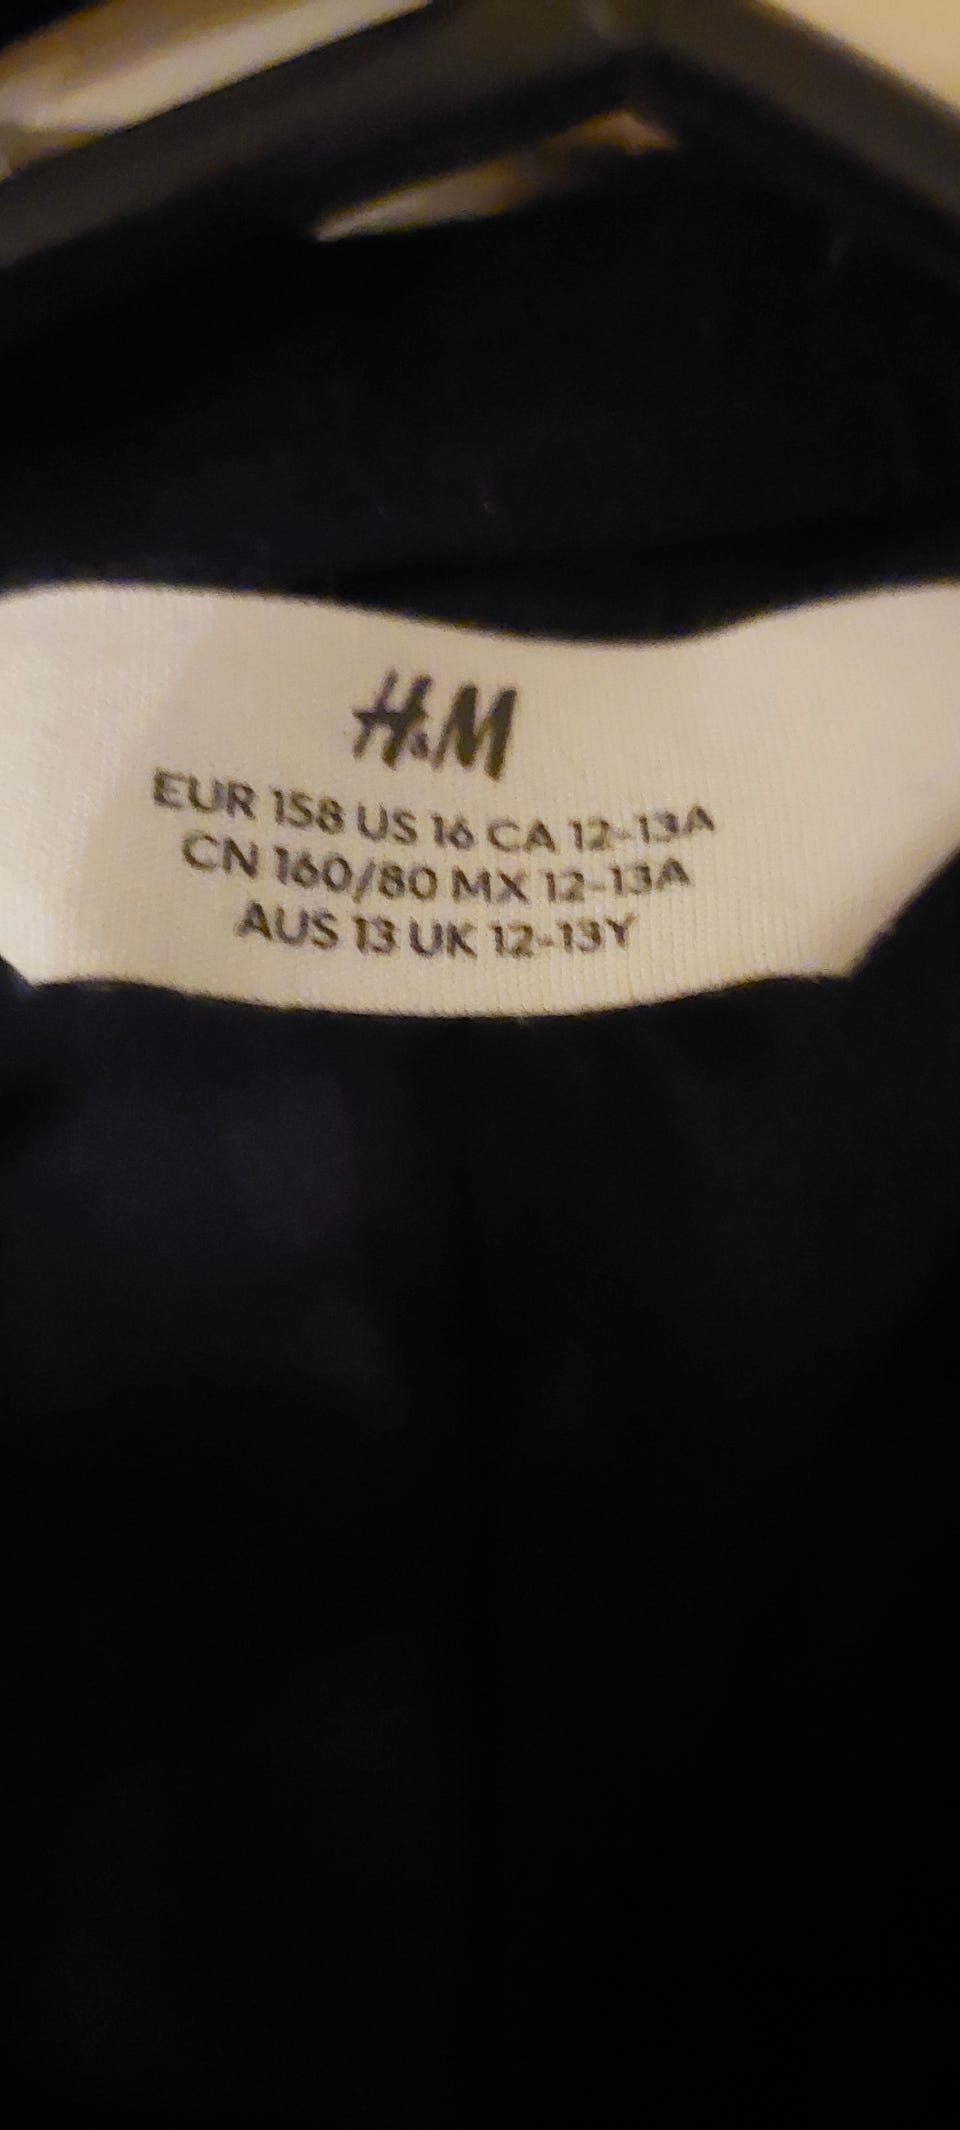 H&M
EUR 158 US 16 CA 12-13A
CN 160/80 MX 12-13A
AUS 13 UK 12-13Y